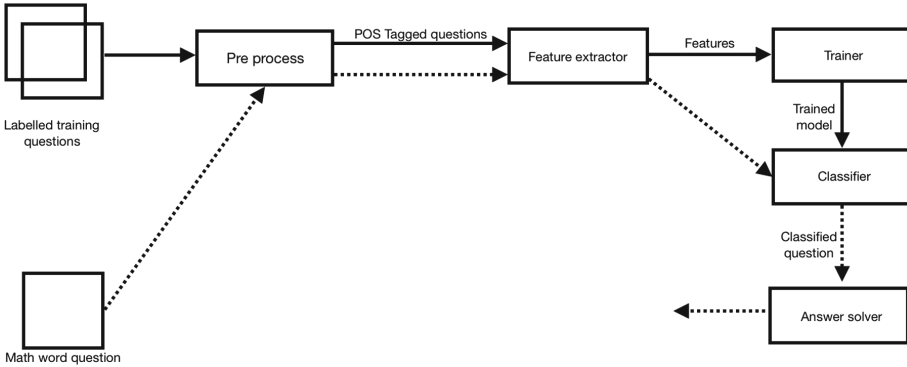 POS Tagged questions
Pre process
Feature extractor
Features
Trainer
Labelled training
questions
Trained
model
Classifier
Classified
question
Answer solver
Math word question